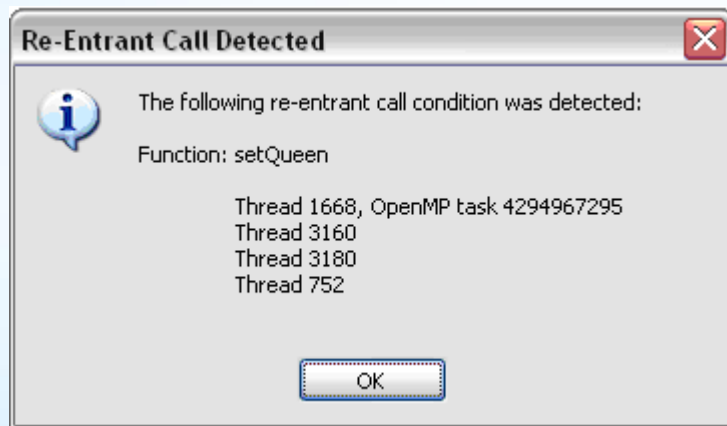 Re-Entrant Call Detected
The following re-entrant call condition was detected:
Function: setQueen
Thread 1668, OpenMP task 4294967295
Thread 3160
Thread 3180
Thread 752
OK